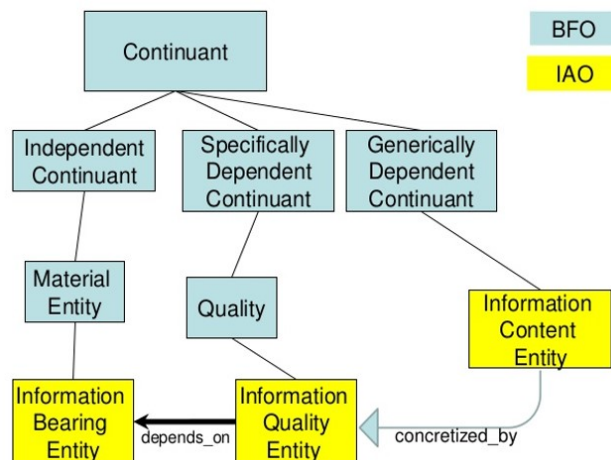 BFO
Continuant
IAO
Independent
Continuant
Specifically
Dependent
Continuant
Generically
Dependent
Continuant
Material
Entity
Quality
Information
Content
Entity
Information
Bearing
Entity
depends_on
Information
Quality
Entity
concretized_by